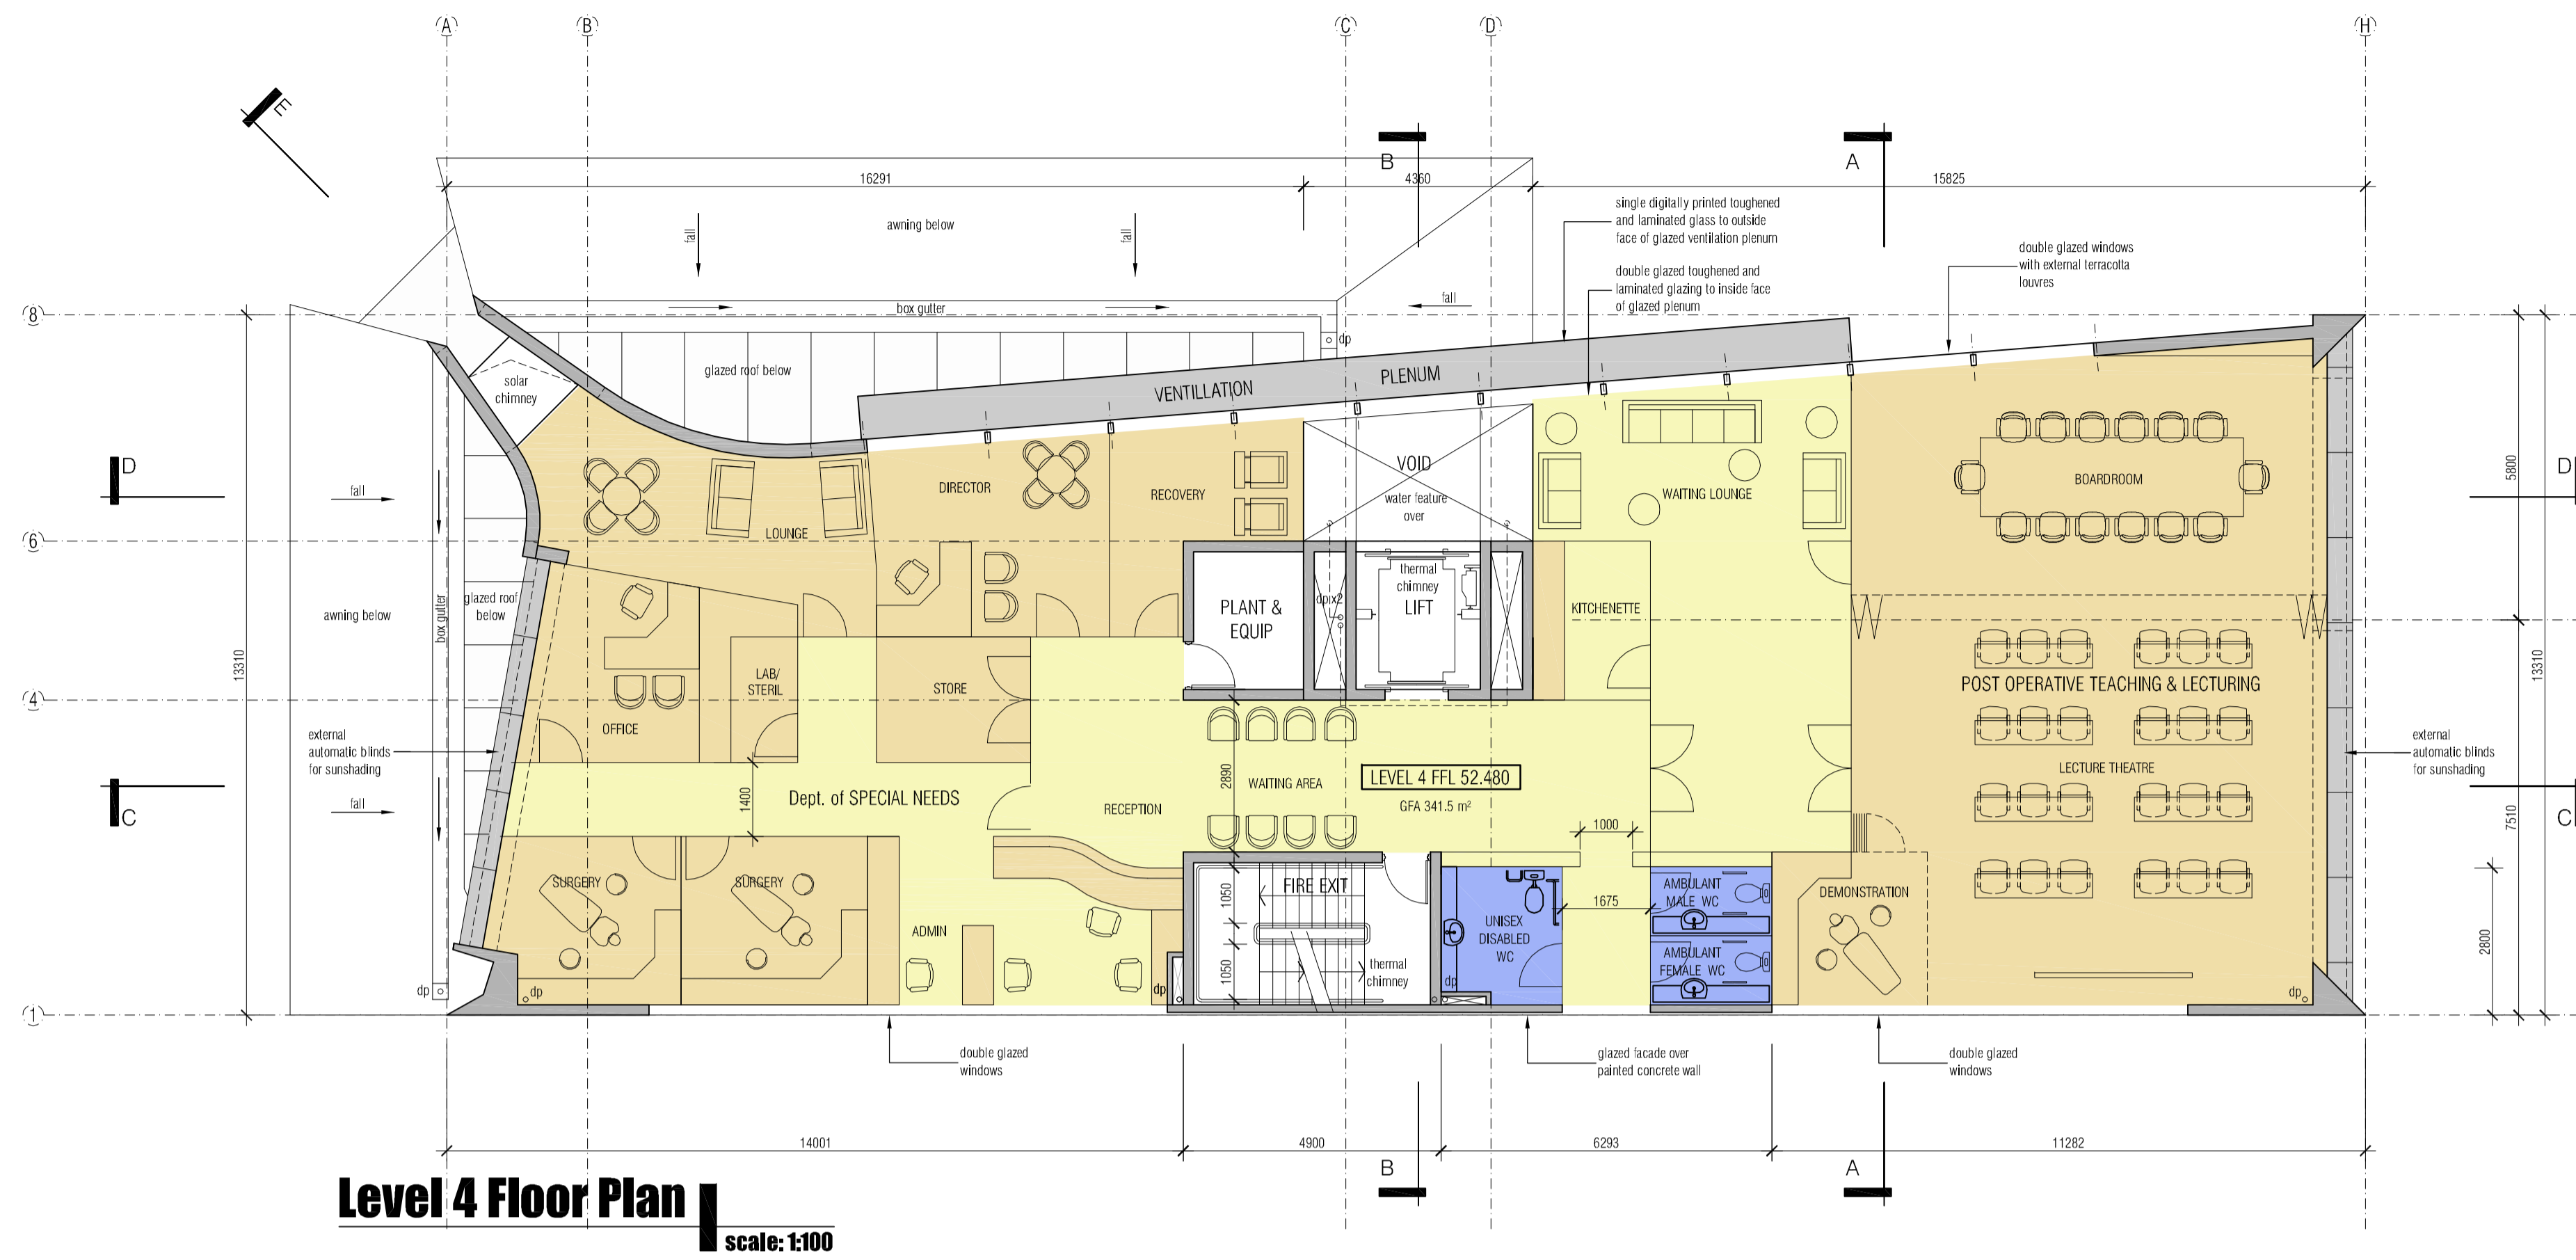 A
B
C
D
H
E
B
A
16291
4360
15825
single digitally printed toughened
and laminated glass to outside
face of glazed ventilation plenum
awning below
fall
fall
double glazed windows
with external terracotta
louvres
double glazed toughened and
laminated glazing to inside face
of glazed plenum
fall
box gutter
8
dp
solar
chimney
glazed roof below
VENTILLATION
PLENUM
D
D
fall
DIRECTOR
RECOVERY
VOID
water feature
over
WAITING LOUNGE
BOARDROOM
5800
LOUNGE
6
thermal
chimney
LIFT
dpx2
PLANT &
EQUIP
KITCHENETTE
glazed roof
below
awning below
box gutter
13310
13310
LAB/
STERIL
STORE
POST OPERATIVE TEACHING & LECTURING
4
OFFICE
external
automatic blinds
for sunshading
external
automatic blinds
for sunshading
LECTURE THEATRE
2890
WAITING AREA
LEVEL 4 FFL 52.480
GFA 341.5 m²
1400
Dept. of SPECIAL NEEDS
RECEPTION
fall
C
C
7510
1000
SURGERY
SURGERY
FIRE EXIT
1050
1050
AMBULANT
MALE WC
DEMONSTRATION
1675
UNISEX
DISABLED
WC
ADMIN
2800
AMBULANT
FEMALE WC
thermal
chimney
dp
dp
dp
dp
dp
1
double glazed
windows
glazed facade over
painted concrete wall
double glazed
windows
14001
4900
6293
11282
B
A
Level 4 Floor Plan
scale: 1:100